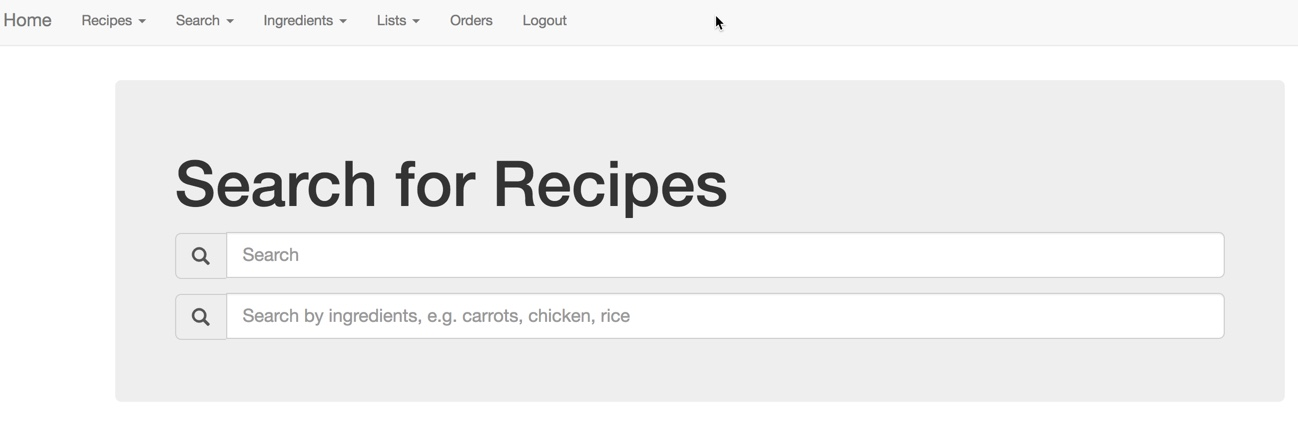 Home Recipes Search Ingredients Lists Orders Logout
Search for Recipes
Search
Search by ingredients, e.g. carrots, chicken, rice